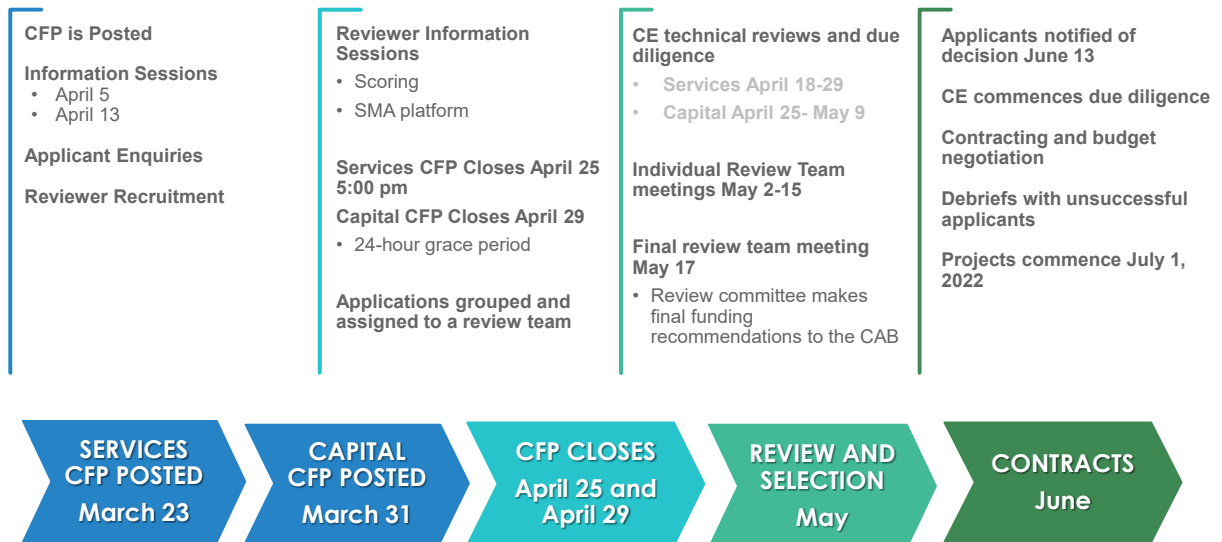 CFP is Posted
Information Sessions
• April 5
• April 13
Applicant Enquiries
Reviewer Recruitment
Reviewer Information
Sessions
• Scoring
• SMA platform
Services CFP Closes April 25
5:00 pm
Capital CFP Closes April 29
• 24-hour grace period
Applications grouped and
assigned to a review team
CE technical reviews and due
diligence
• Services April 18-29
• Capital April 25- May 9
Individual Review Team
meetings May 2-15
Final review team meeting
May 17
• Review committee makes
final funding
recommendations to the CAB
Applicants notified of
decision June 13
CE commences due diligence
Contracting and budget
negotiation
Debriefs with unsuccessful
applicants
Projects commence July 1,
2022
SERVICES
CFP POSTED
March 23
CAPITAL
CFP POSTED
March 31
CFP CLOSES
April 25 and
April 29
REVIEW AND
SELECTION
May
CONTRACTS
June